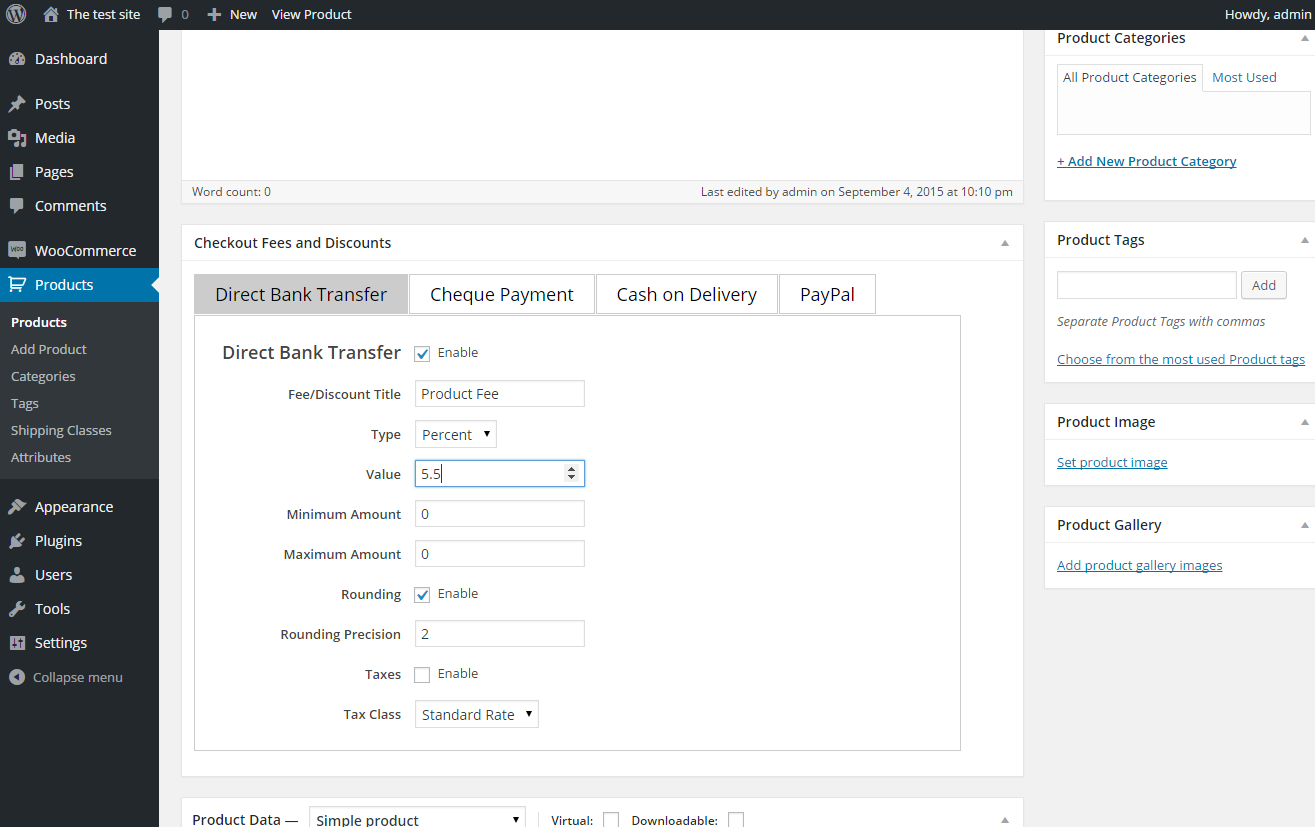 The test site 0 New View Product Howdy, admin
Dashboard
Posts
Media
Pages
Comments
WOO WooCommerce
Products
Products
Add Product
Categories
Tags
Shipping Classes
Attributes
Appearance
Plugins
Users
Tools
Settings
Collapse menu
Word count: 0 Last edited by admin on September 4, 2015 at 10:10 pm
Checkout Fees and Discounts
Direct Bank Transfer Cheque Payment Cash on Delivery PayPal
Direct Bank Transfer Enable
Fee/Discount Title Product Fee
Type Percent
Value 5.5
Minimum Amount 0
Maximum Amount 0
Rounding Enable
Rounding Precision 2
Taxes Enable
Tax Class Standard Rate
Product Data — Simple product Virtual: Downloadable:
Product Categories
All Product Categories Most Used
+ Add New Product Category
Product Tags
Add
Separate Product Tags with commas
Choose from the most used Product tags
Product Image
Set product image
Product Gallery
Add product gallery images